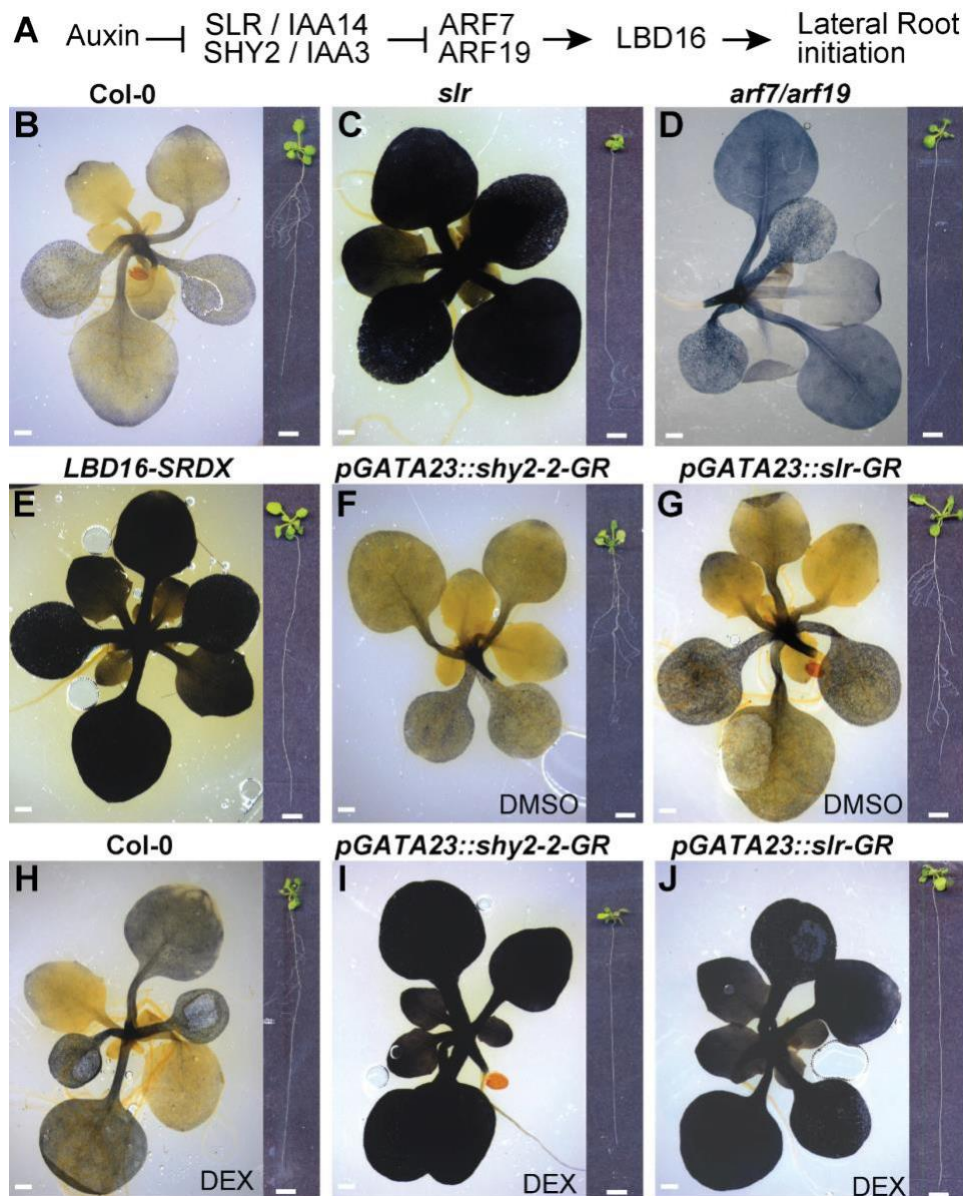 A
Auxin
SLR / IAA14
SHY2 / IAA3
ARF7
ARF19
LBD16
Lateral Root
initiation
Col-0
slr
arf7/arf19
B
C
D
LBD16-SRDX
pGATA23::shy2-2-GR
pGATA23::slr-GR
E
F
G
DMSO
DMSO
Col-0
pGATA23::shy2-2-GR
pGATA23::slr-GR
H
I
J
DEX
DEX
DEX